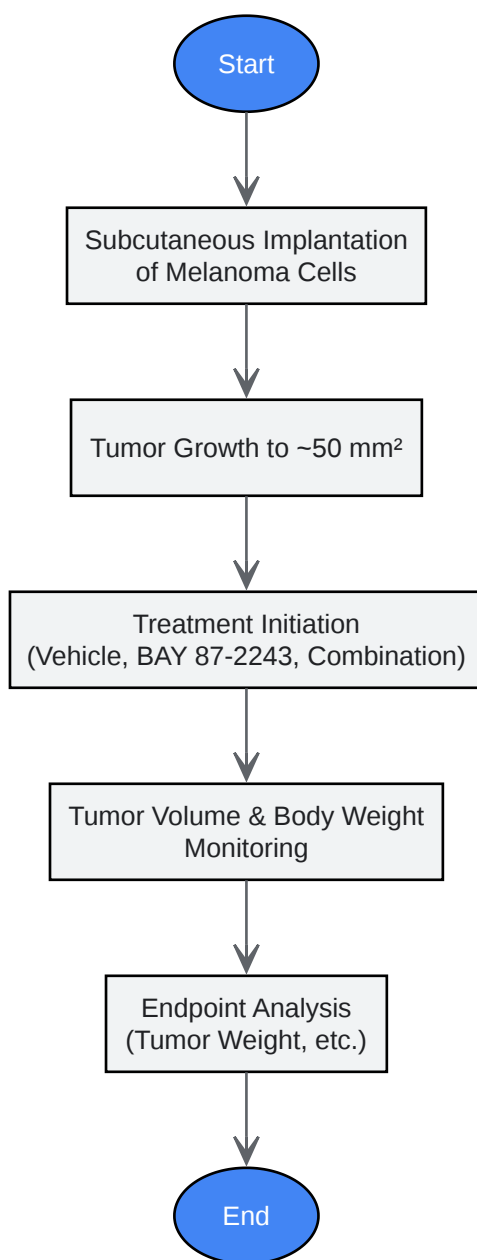 Start
Subcutaneous Implantation
of Melanoma Cells
Tumor Growth to ~50 mm²
Treatment Initiation
(Vehicle, BAY 87-2243, Combination)
Tumor Volume & Body Weight
Monitoring
Endpoint Analysis
(Tumor Weight, etc.)
End